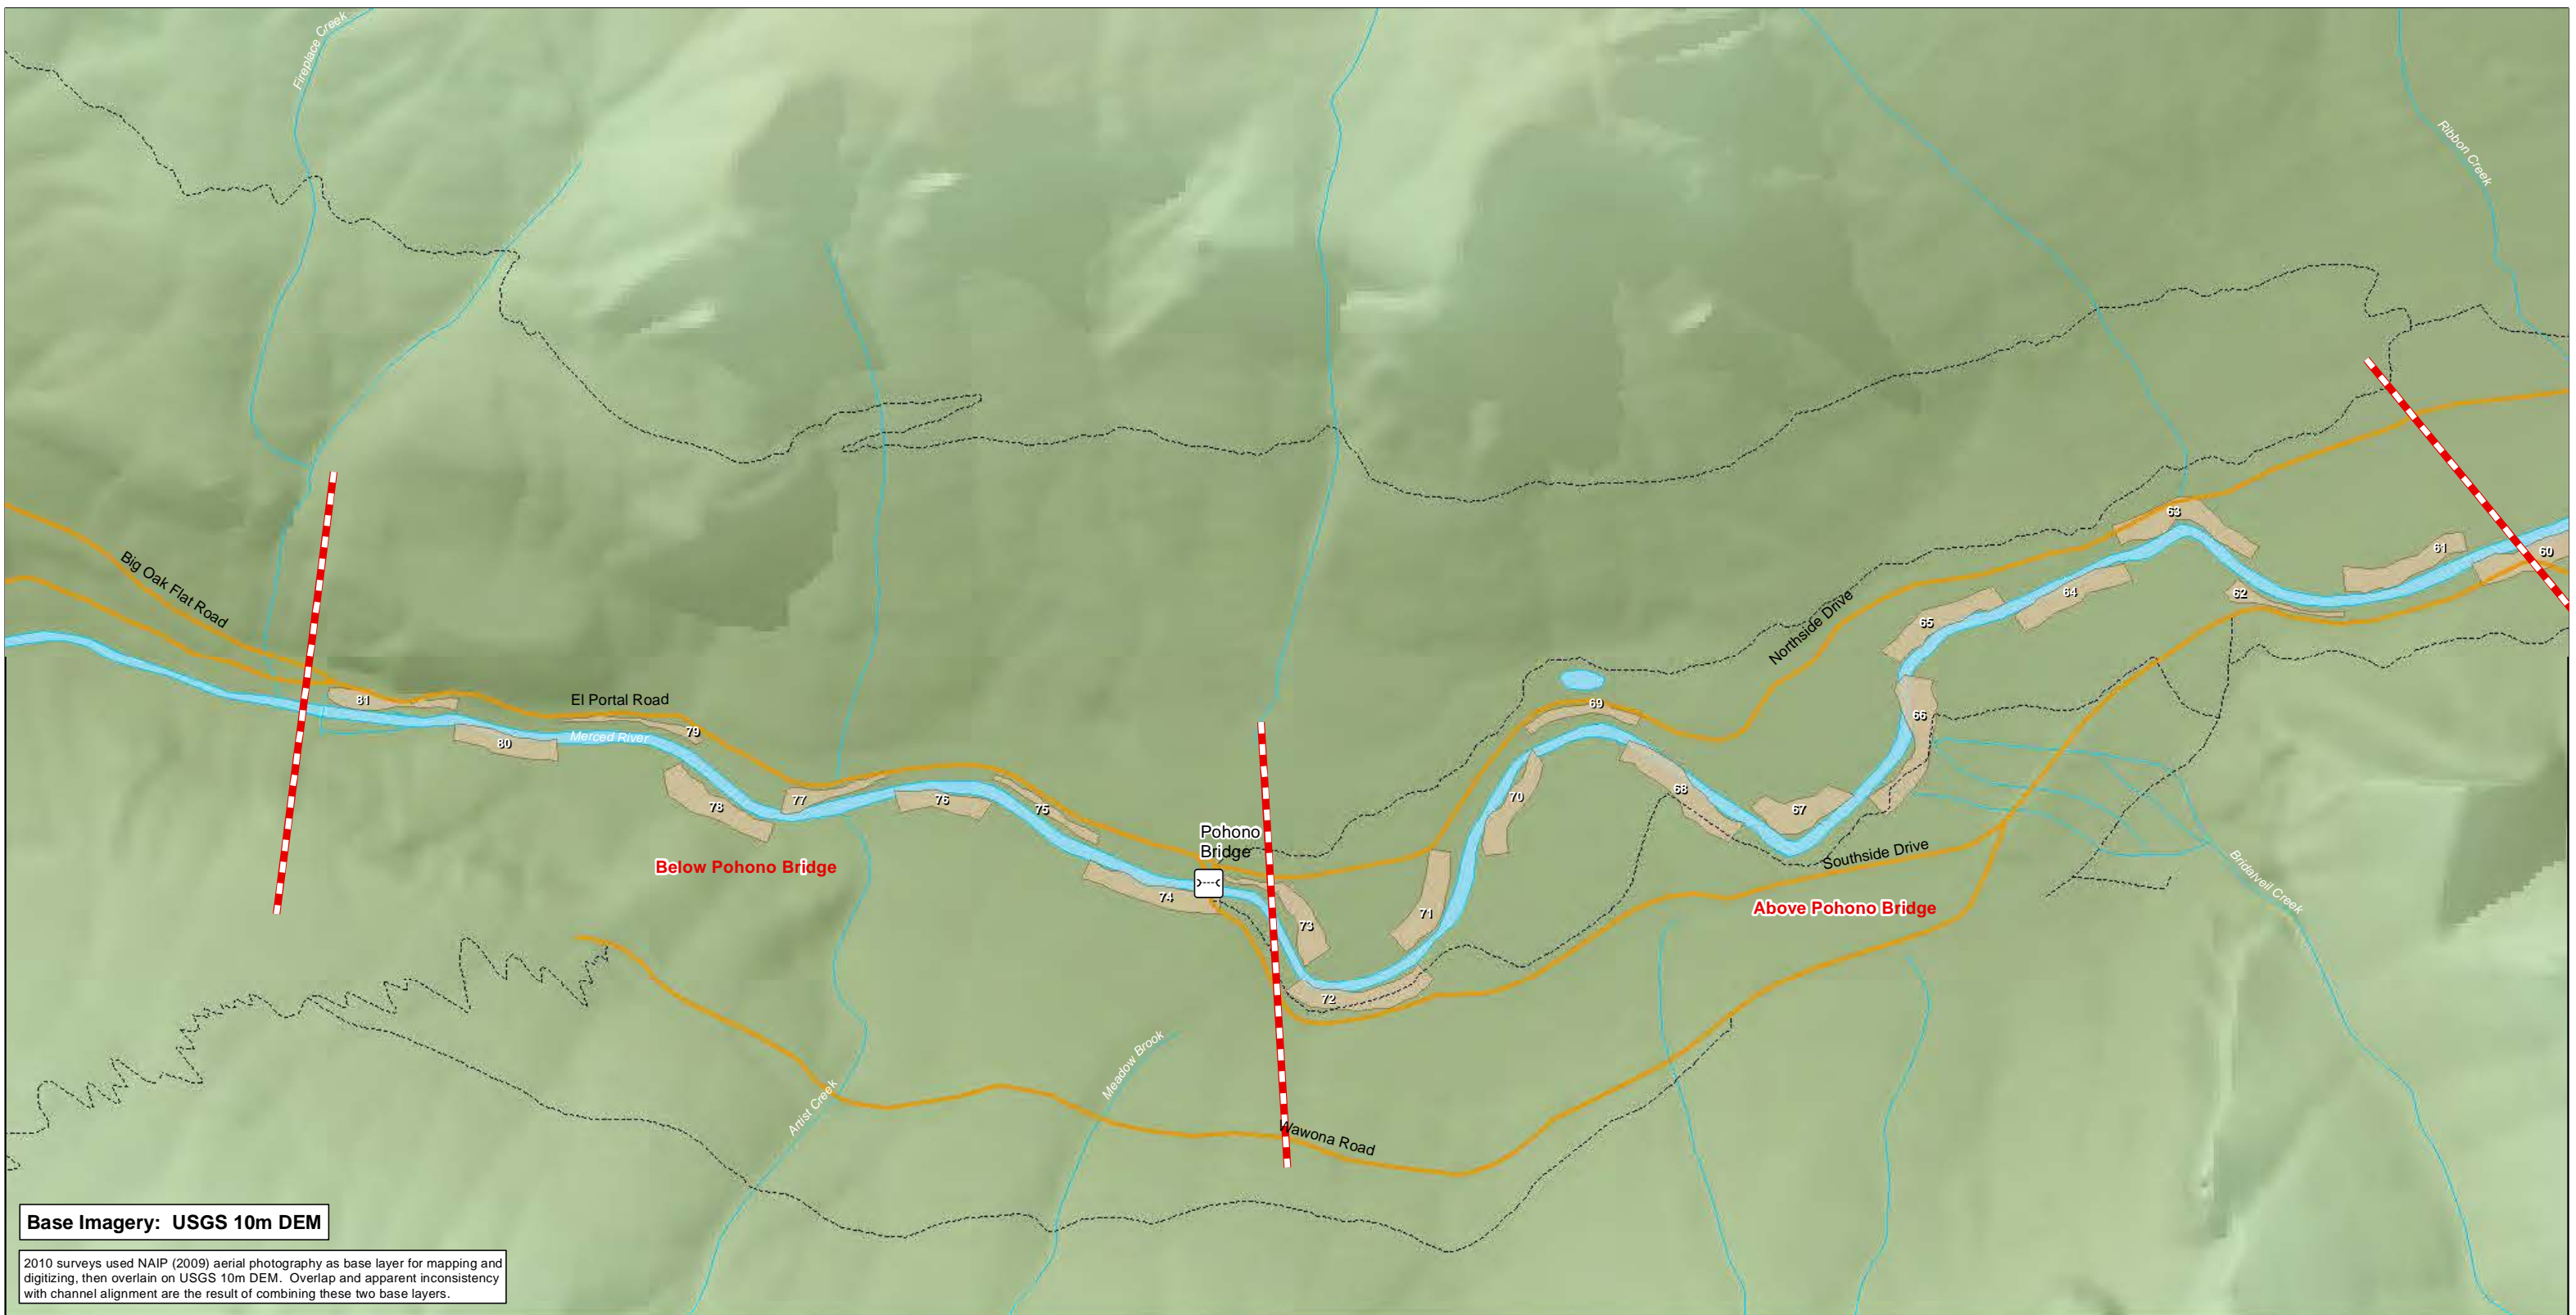 Fireplace Creek
Ribbon Creek
Big Oak Flat Road
El Portal Road
Merced River
Northside Drive
Southside Drive
Pohono
Bridge
Below Pohono Bridge
Above Pohono Bridge
Bridalveil Creek
Meadow Brook
Artist Creek
Wawona Road
60
61
62
63
64
65
66
67
68
69
70
71
72
73
74
75
76
77
78
79
80
81
Base Imagery: USGS 10m DEM
2010 surveys used NAIP (2009) aerial photography as base layer for mapping and
digitizing, then overlain on USGS 10m DEM. Overlap and apparent inconsistency
with channel alignment are the result of combining these two base layers.